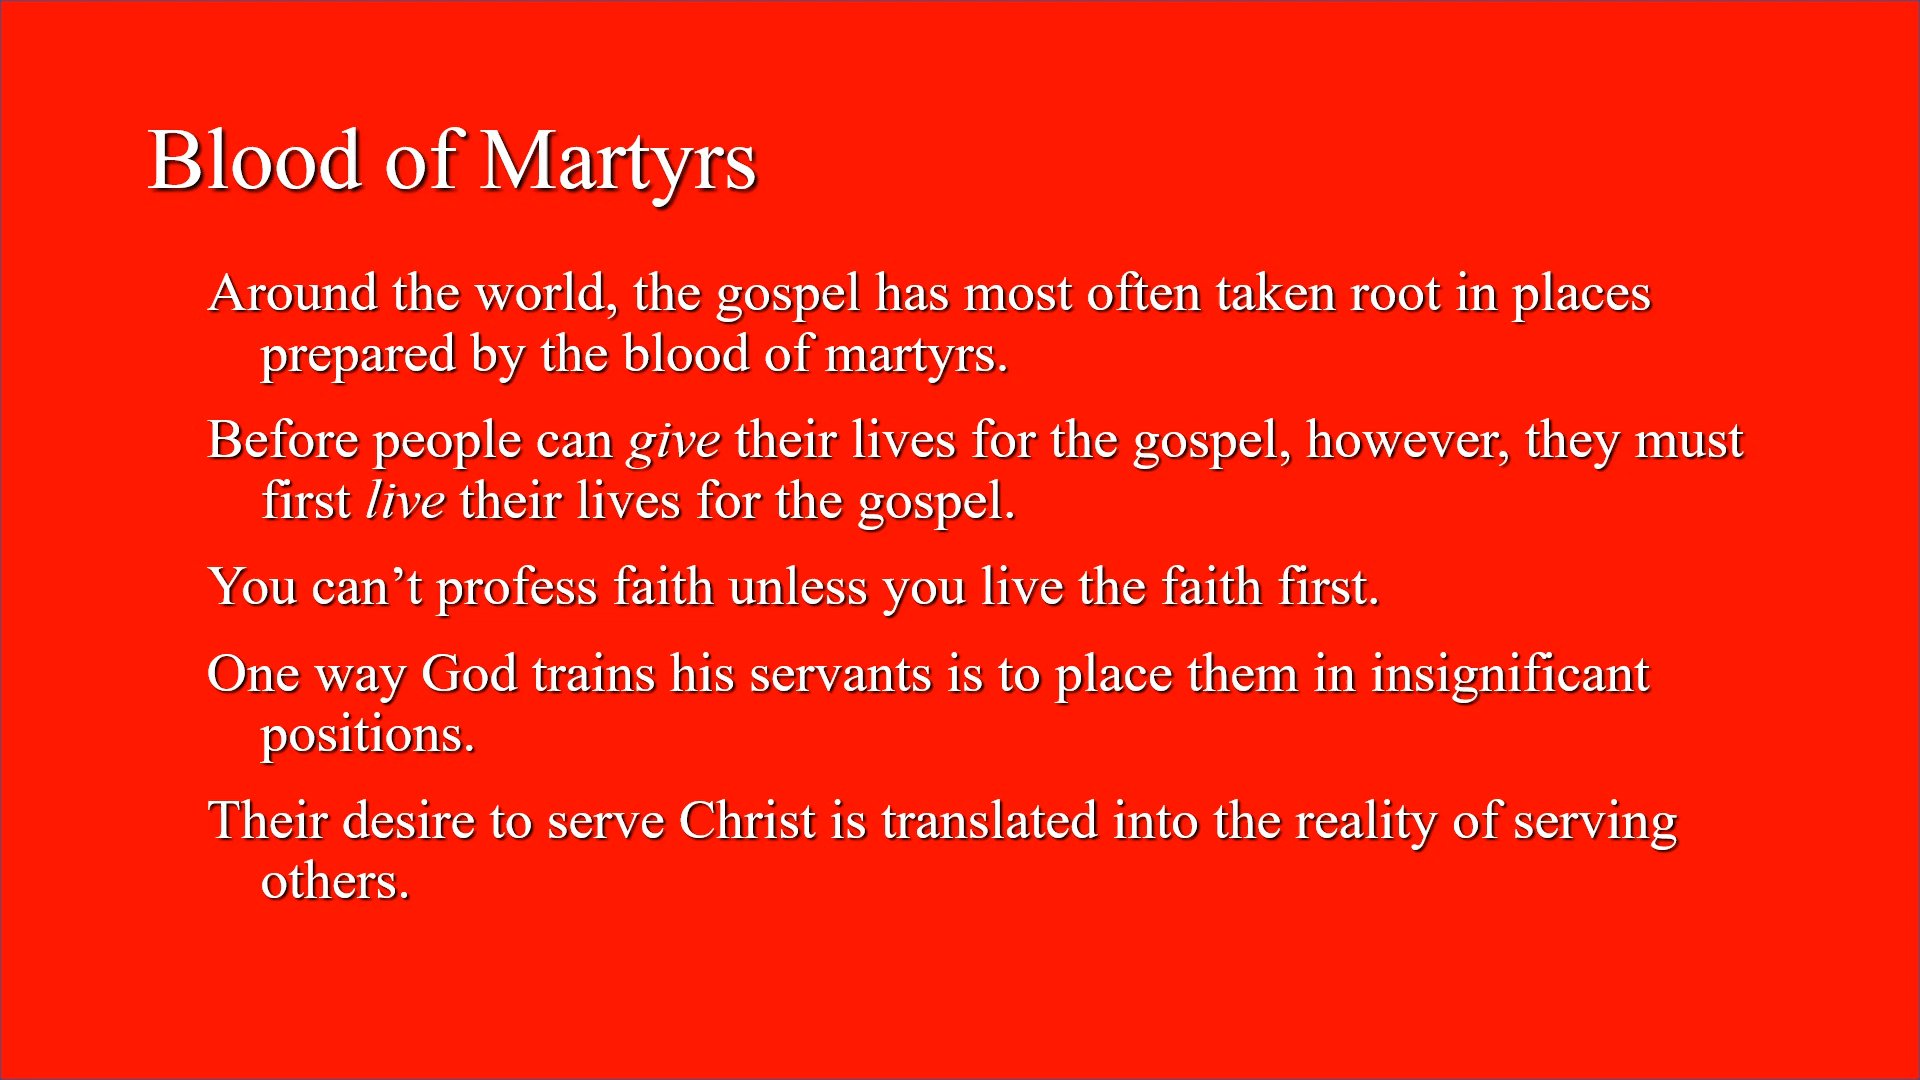 Blood of Martyrs
Around the world, the gospel has most often taken root in places
prepared by the blood of martyrs.
Before people can give their lives for the gospel, however, they must
first live their lives for the gospel.
You can’t profess faith unless you live the faith first.
One way God trains his servants is to place them in insignificant
positions.
Their desire to serve Christ is translated into the reality of serving
others.